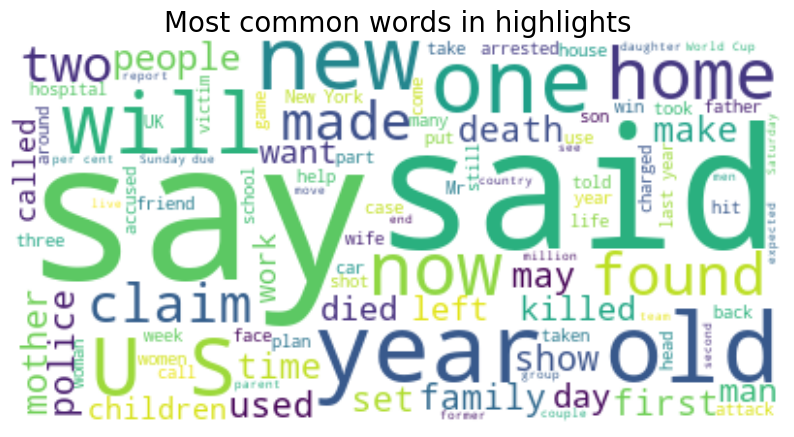 Most common words in highlights
two people report hospital new take arrested house daughter World Cup
one home
will UK victim game New York come many took father win son
made death make
called around per cent Sunday due want part put still use see Saturday
say said
accused friend school help move Mr country told year life charged last year men hit expected
three live case end wife
work car shot million now may found
mother police claim died left killed back
woman week women call U S face plan parent time year old taken show group head second team
children used set family former couple day first man attack